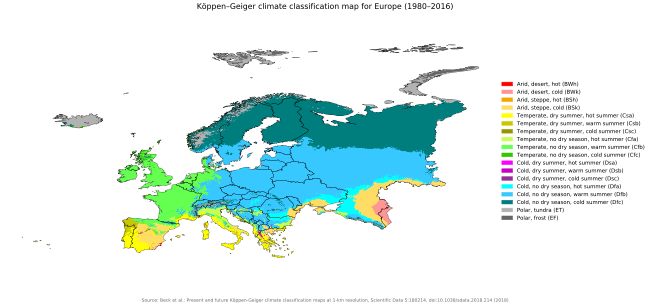 Köppen–Geiger climate classification map for Europe (1980–2016)
Arid, desert, hot (BWh)
Arid, desert, cold (BWk)
Arid, steppe, hot (BSh)
Arid, steppe, cold (BSk)
Temperate, dry summer, hot summer (Csa)
Temperate, dry summer, warm summer (Csb)
Temperate, dry summer, cold summer (Csc)
Temperate, no dry season, hot summer (Cfa)
Temperate, no dry season, warm summer (Cfb)
Temperate, no dry season, cold summer (Cfc)
Cold, dry summer, hot summer (Dsa)
Cold, dry summer, warm summer (Dsb)
Cold, dry summer, cold summer (Dsc)
Cold, no dry season, hot summer (Dfa)
Cold, no dry season, warm summer (Dfb)
Cold, no dry season, cold summer (Dfc)
Polar, tundra (ET)
Polar, frost (EF)
Source: Beck et al.: Present and future Köppen-Geiger climate classification maps at 1-km resolution, Scientific Data 5:180214, doi:10.1038/sdata.2018.214 (2018)